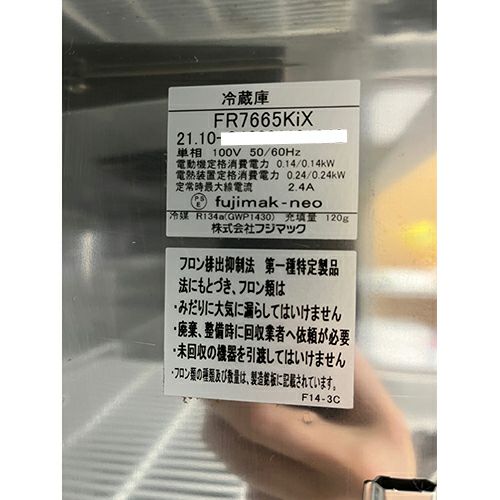 冷蔵庫
FR7665KiX
21.10-
単相 100V 50/60Hz
電動機定格消費電力 0.14/0.14kW
電熱装置定格消費電力 0.24/0.24kW
定常時最大線電流 2.4A
PSE fujimak-neo
冷媒 R134a(GWP1430) 充填量 120g
株式会社フジマック
フロン排出抑制法 第一種特定製品
法にもとづき、フロン類は
・みだりに大気に漏らしてはいけません
・廃棄、整備時に回収業者へ依頼が必要
・未回収の機器を引渡してはいけません
・フロン類の種類及び数量は、製造銘板に記載されています。
F14-3C